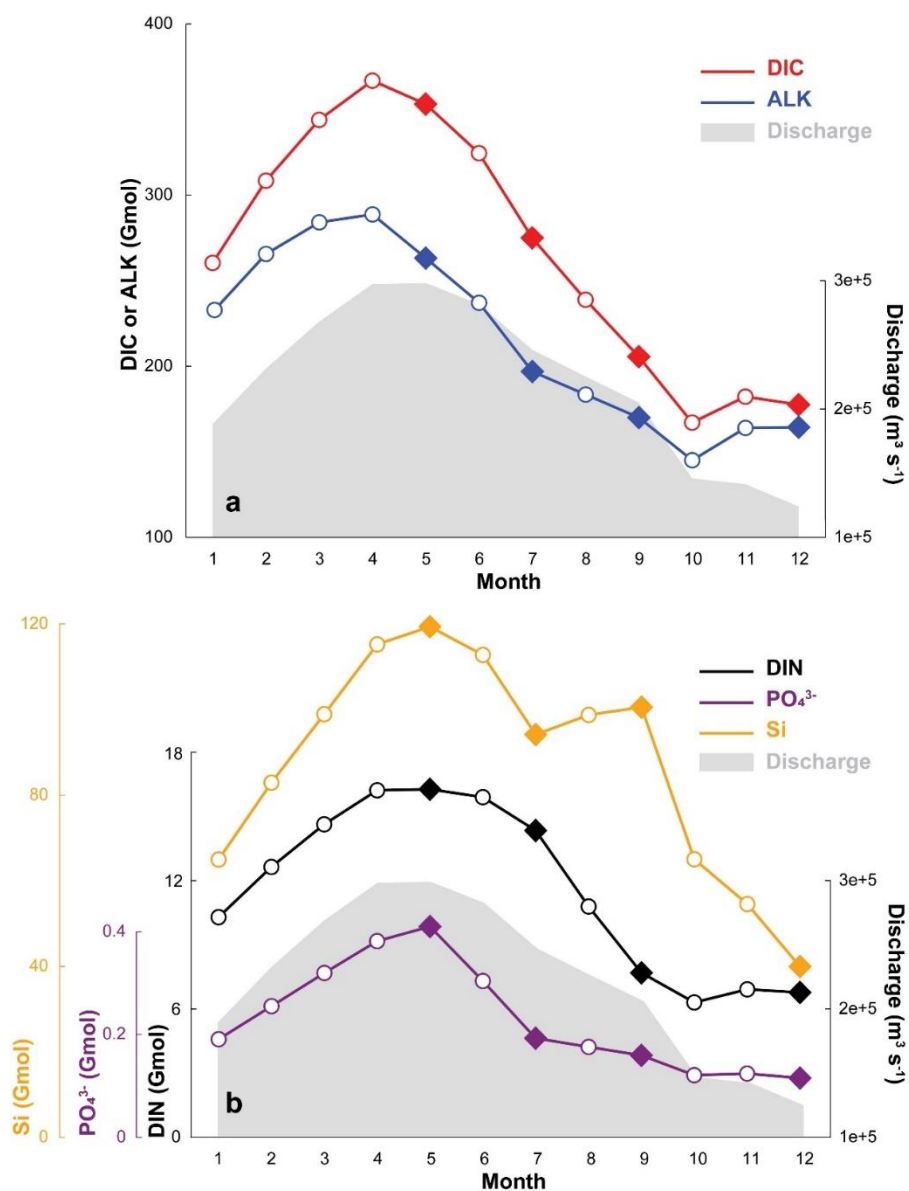 400
300
200
100
DIC or ALK (Gmol)
DIC
ALK
Discharge
3e+5
2e+5
1e+5
Discharge (m³ s⁻¹)
a
1 2 3 4 5 6 7 8 9 10 11 12
Month
120
80
40
0
Si (Gmol)
0.4
0.2
0
PO₄³⁻ (Gmol)
18
12
6
0
DIN (Gmol)
DIN
PO₄³⁻
Si
Discharge
3e+5
2e+5
1e+5
Discharge (m³ s⁻¹)
b
1 2 3 4 5 6 7 8 9 10 11 12
Month